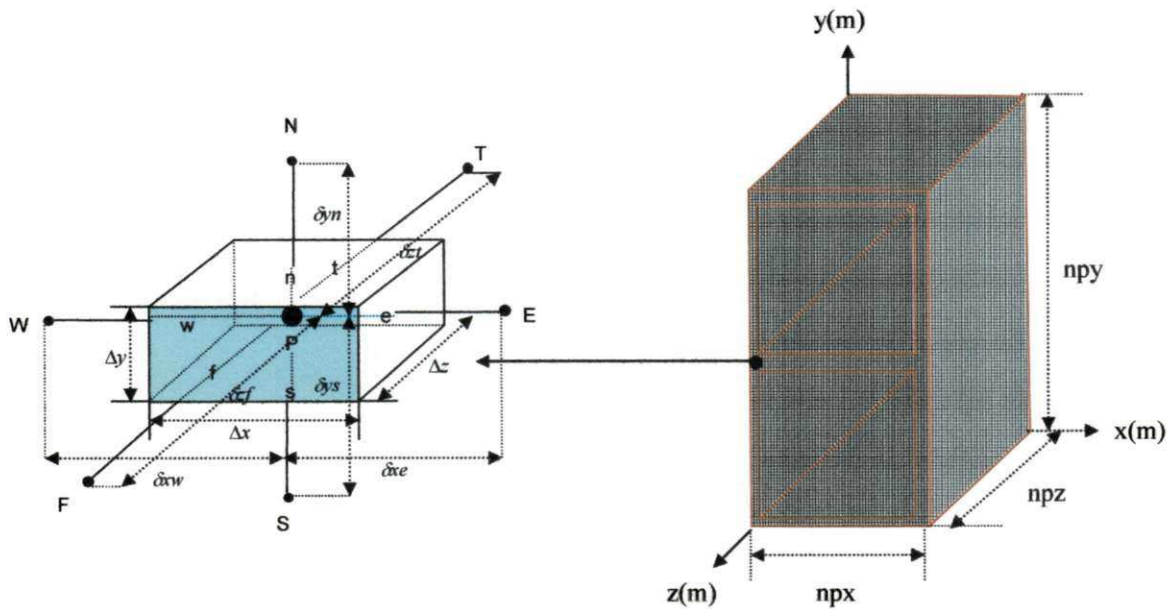 y(m)
N
T
δyn
δzt
n
t
W
w
e
E
P
Δy
Δz
npy
f
δzf
δys
s
Δx
x(m)
δxw
δxe
F
S
npz
z(m)
npx